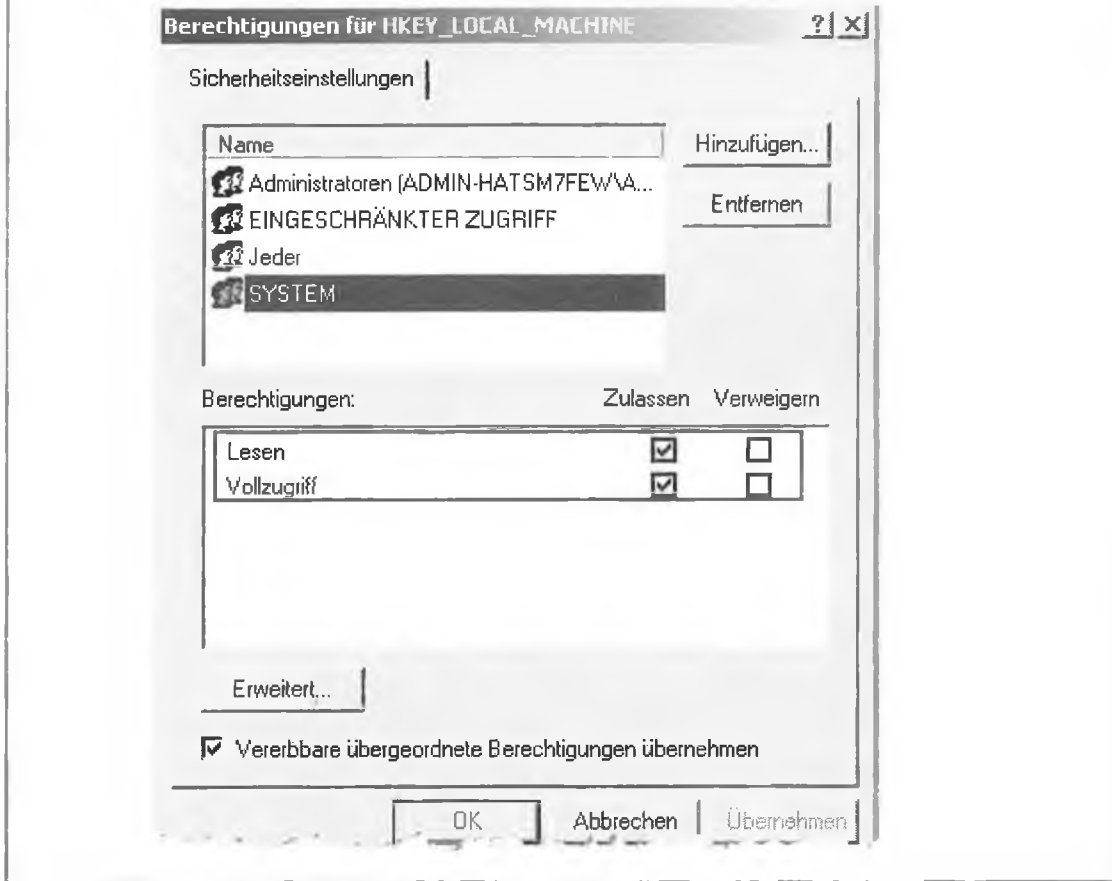 Berechtigungen für HKEY_LOCAL_MACHINE
Sicherheitseinstellungen
Name
Hinzufügen...
Administratoren (ADMIN-HATSM7FEW\A...
Entfernen
EINGESCHRÄNKTER ZUGRIFF
Jeder
SYSTEM
Berechtigungen: Zulassen Verweigern
Lesen
Vollzugriff
Erweitert...
Vererbbare übergeordnete Berechtigungen übernehmen
OK Abbrechen Übernehmen